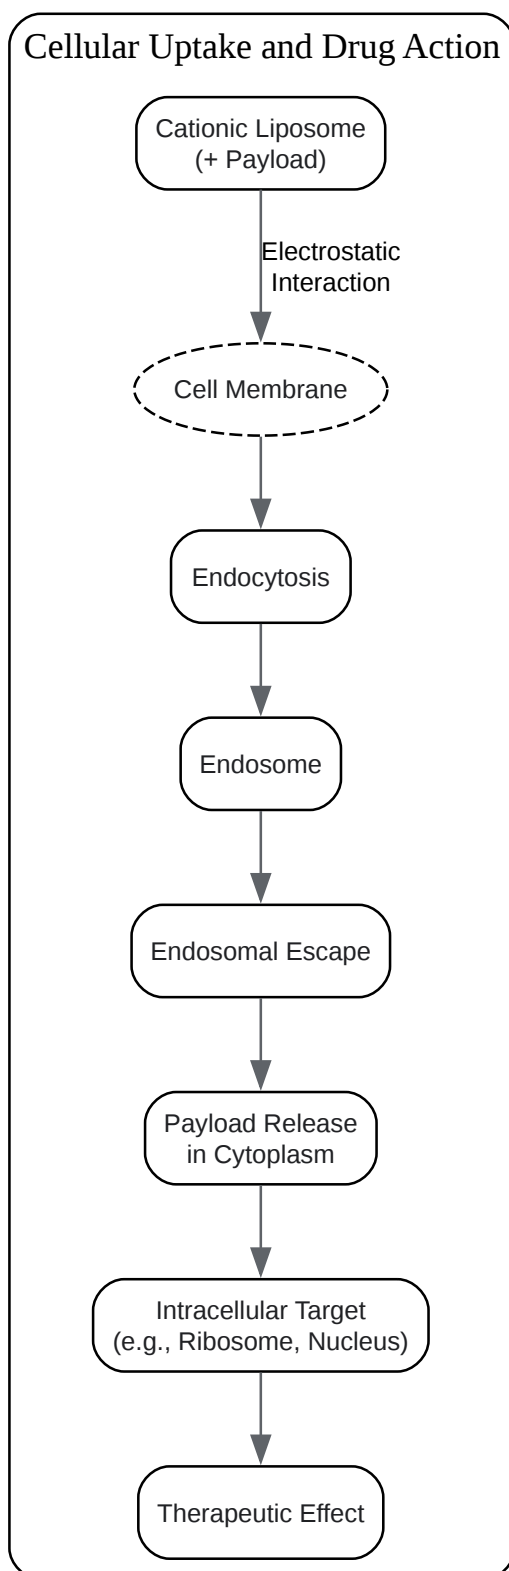 Cellular Uptake and Drug Action
Cationic Liposome
(+ Payload)
Electrostatic
Interaction
Cell Membrane
Endocytosis
Endosome
Endosomal Escape
Payload Release
in Cytoplasm
Intracellular Target
(e.g., Ribosome, Nucleus)
Therapeutic Effect